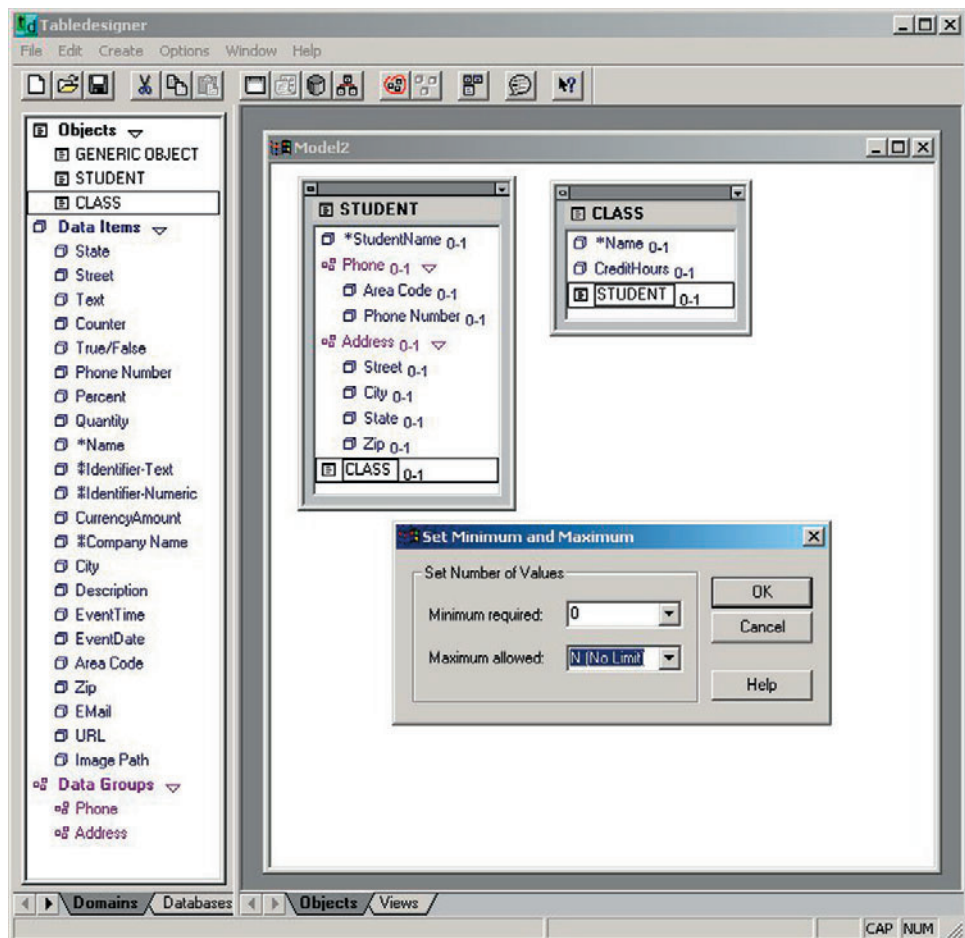 Tabledesigner
File Edit Create Options Window Help
Objects
GENERIC OBJECT
STUDENT
CLASS
Data Items
State
Street
Text
Counter
True/False
Phone Number
Percent
Quantity
*Name
*Identifier-Text
*Identifier-Numeric
CurrencyAmount
*Company Name
City
Description
EventTime
EventDate
Area Code
Zip
EMail
URL
Image Path
Data Groups
Phone
Address
Domains Databases
Model2
STUDENT
*StudentName 0-1
Phone 0-1
Area Code 0-1
Phone Number 0-1
Address 0-1
Street 0-1
City 0-1
State 0-1
Zip 0-1
CLASS 0-1
CLASS
*Name 0-1
CreditHours 0-1
STUDENT 0-1
Set Minimum and Maximum
Set Number of Values
Minimum required: 0
Maximum allowed: N (No Limit)
OK
Cancel
Help
Objects Views
CAP NUM